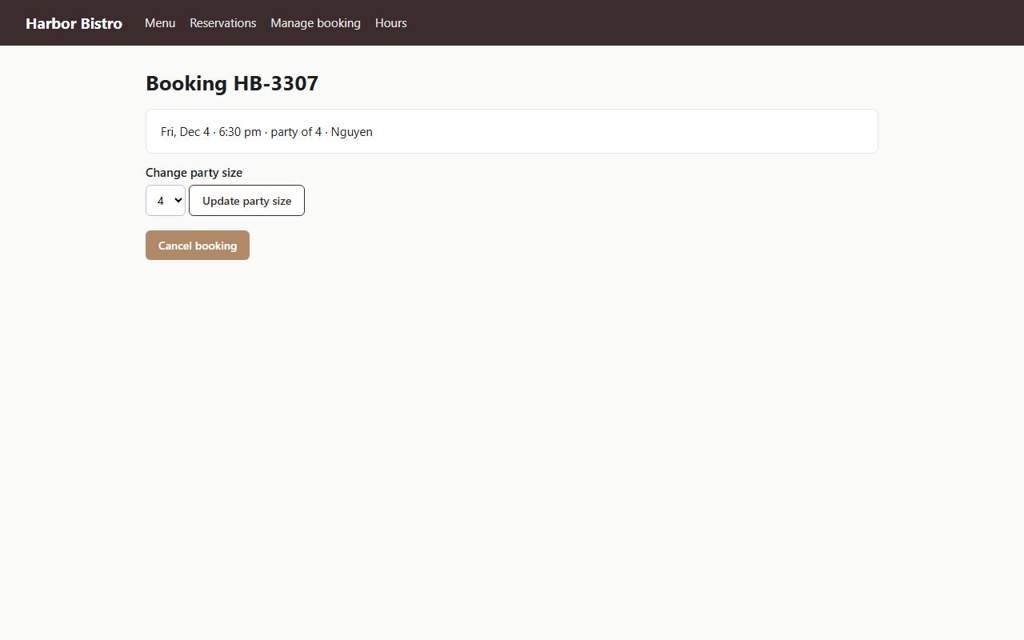 Harbor Bistro Menu Reservations Manage booking Hours
Booking HB-3307
Fri, Dec 4 · 6:30 pm · party of 4 · Nguyen
Change party size
4 Update party size
Cancel booking